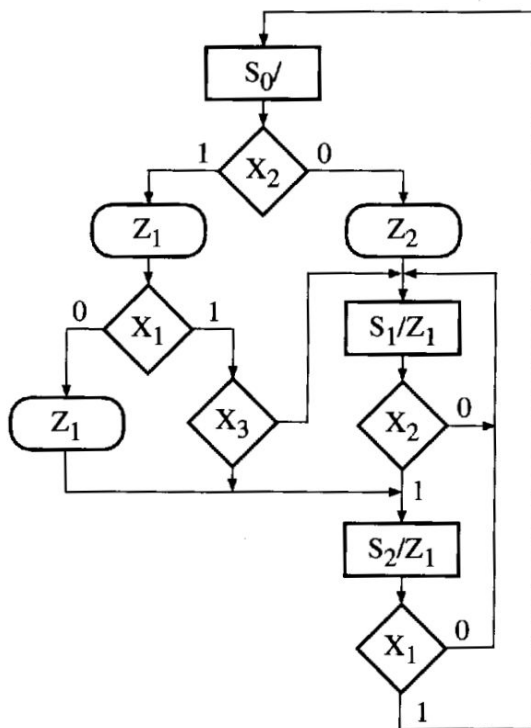 S₀/
1 X₂ 0
Z₁ Z₂
0 X₁ 1 S₁/Z₁
Z₁ X₃ X₂ 0
1
S₂/Z₁
X₁ 0
1